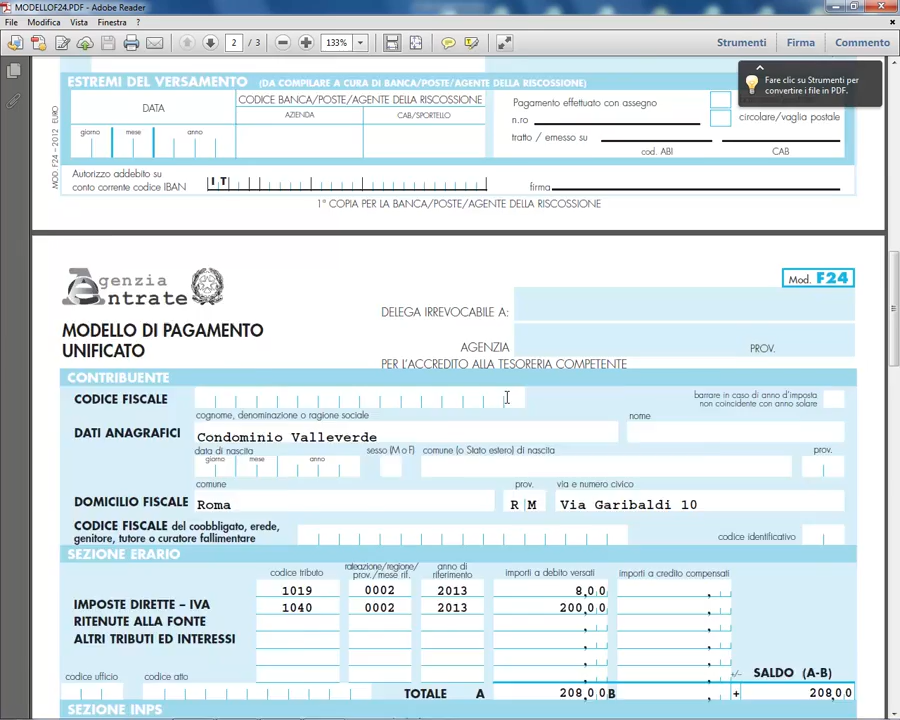 MODELLOF24.PDF - Adobe Reader
File Modifica Vista Finestra ?
2 / 3 133% Strumenti Firma Commento
Fare clic su Strumenti per
convertire i file in PDF.
ESTREMI DEL VERSAMENTO (DA COMPILARE A CURA DI BANCA/POSTE/AGENTE DELLA RISCOSSIONE)
DATA
CODICE BANCA/POSTE/AGENTE DELLA RISCOSSIONE
AZIENDA CAB/SPORTELLO
giorno mese anno
Pagamento effettuato con assegno
n.ro
circolare/vaglia postale
tratto / emesso su
cod. ABI CAB
MOD. F24 - 2012 EURO
Autorizzo addebito su
conto corrente codice IBAN I T firma
1ª COPIA PER LA BANCA/POSTE/AGENTE DELLA RISCOSSIONE
Agenzia
Entrate
Mod. F24
MODELLO DI PAGAMENTO
UNIFICATO
DELEGA IRREVOCABILE A:
AGENZIA PROV.
PER L'ACCREDITO ALLA TESORERIA COMPETENTE
CONTRIBUENTE
CODICE FISCALE
barrare in caso di anno d'imposta
non coincidente con anno solare
cognome, denominazione o ragione sociale nome
DATI ANAGRAFICI Condominio Valleverde
data di nascita sesso (M o F) comune (o Stato estero) di nascita prov.
giorno mese anno
comune prov. via e numero civico
DOMICILIO FISCALE Roma R M Via Garibaldi 10
CODICE FISCALE del coobbligato, erede,
genitore, tutore o curatore fallimentare codice identificativo
SEZIONE ERARIO
codice tributo rateazione/regione/
prov./mese rif. anno di
riferimento importi a debito versati importi a credito compensati
1019 0002 2013 8,00
IMPOSTE DIRETTE – IVA
1040 0002 2013 200,00
RITENUTE ALLA FONTE
ALTRI TRIBUTI ED INTERESSI
codice ufficio codice atto +/- SALDO (A-B)
TOTALE A 208,00 B + 208,00
SEZIONE INPS